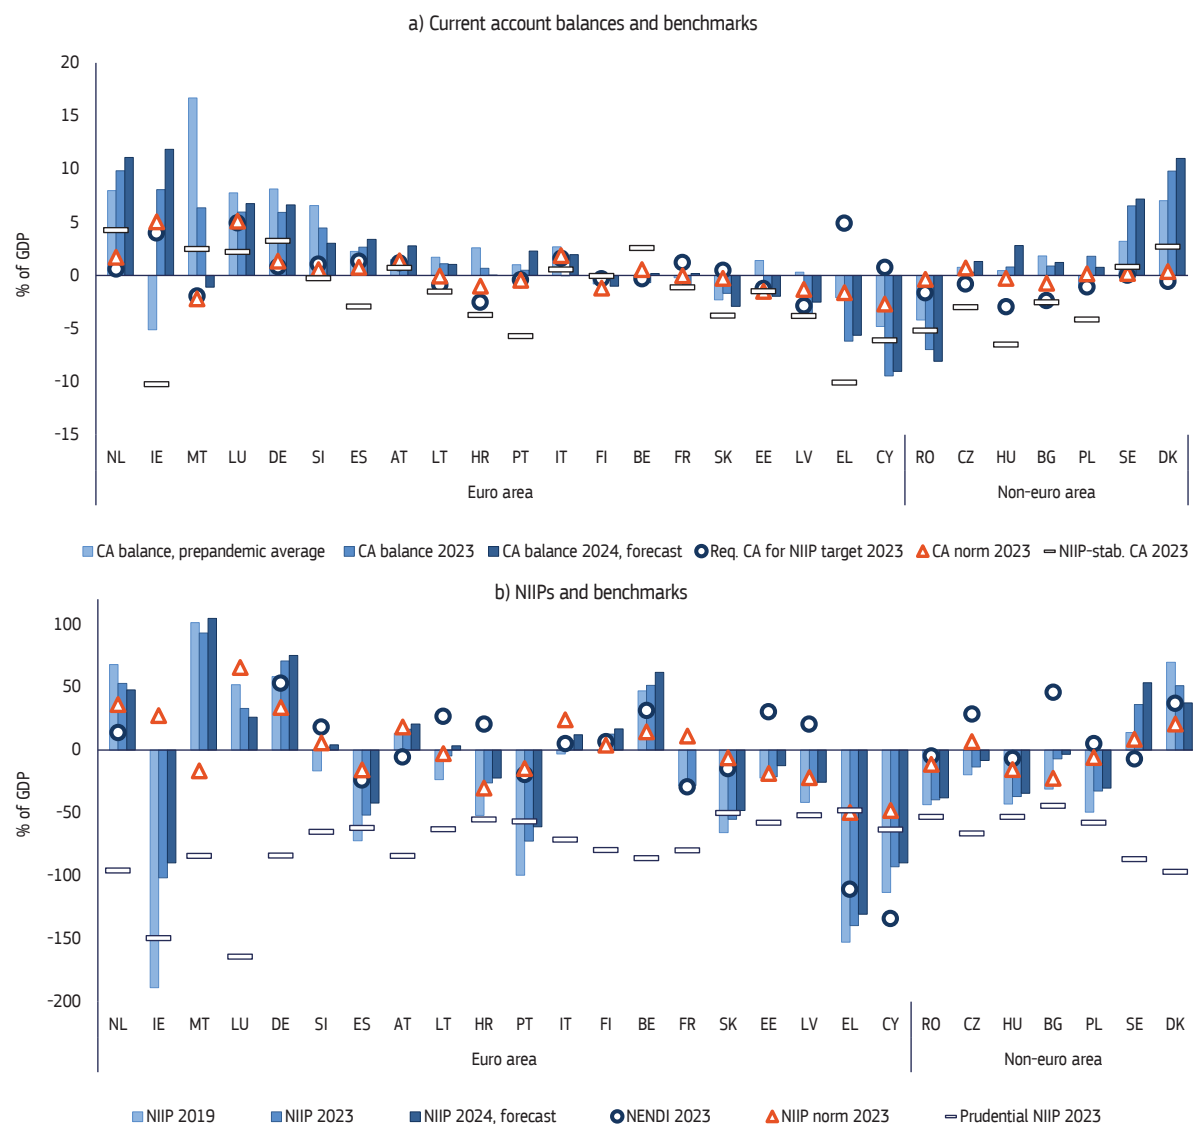 a) Current account balances and benchmarks
% of GDP
20
15
10
5
0
-5
-10
-15
NL IE MT LU DE SI ES AT LT HR PT IT FI BE FR SK EE LV EL CY RO CZ HU BG PL SE DK
Euro area Non-euro area
CA balance, prepandemic average CA balance 2023 CA balance 2024, forecast Req. CA for NIIP target 2023 CA norm 2023 NIIP-stab. CA 2023
b) NIIPs and benchmarks
% of GDP
100
50
0
-50
-100
-150
-200
NL IE MT LU DE SI ES AT LT HR PT IT FI BE FR SK EE LV EL CY RO CZ HU BG PL SE DK
Euro area Non-euro area
NIIP 2019 NIIP 2023 NIIP 2024, forecast NENDI 2023 NIIP norm 2023 Prudential NIIP 2023